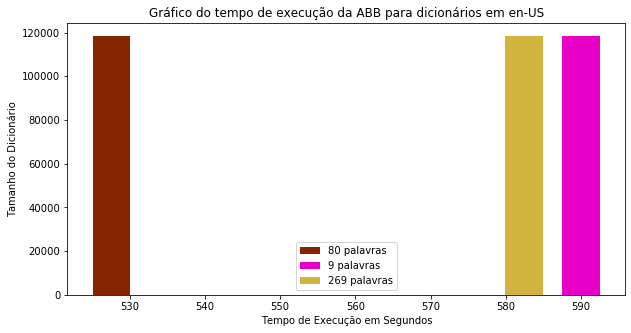 Gráfico do tempo de execução da ABB para dicionários em en-US
120000
100000
80000
60000
40000
20000
0
Tamanho do Dicionário
80 palavras
9 palavras
269 palavras
530 540 550 560 570 580 590
Tempo de Execução em Segundos